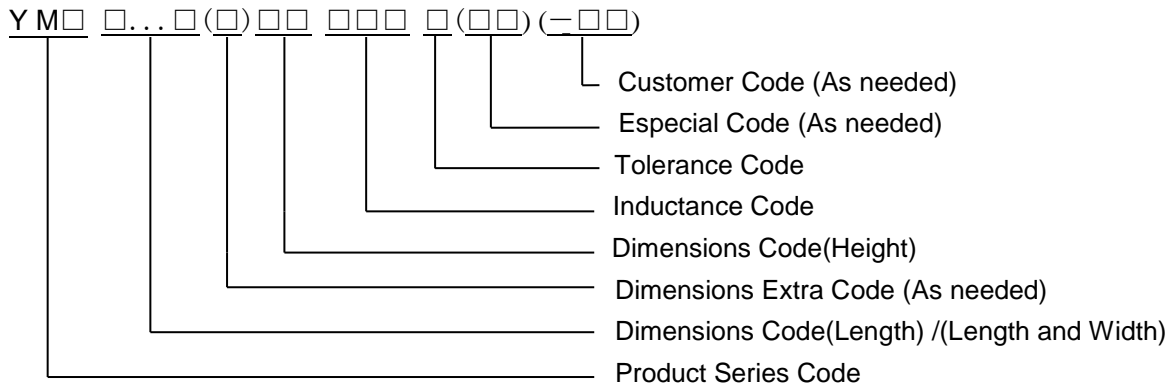 YM□ □...□(□)□□ □□□ □(□□)(-□□)
Customer Code (As needed)
Especial Code (As needed)
Tolerance Code
Inductance Code
Dimensions Code(Height)
Dimensions Extra Code (As needed)
Dimensions Code(Length) /(Length and Width)
Product Series Code